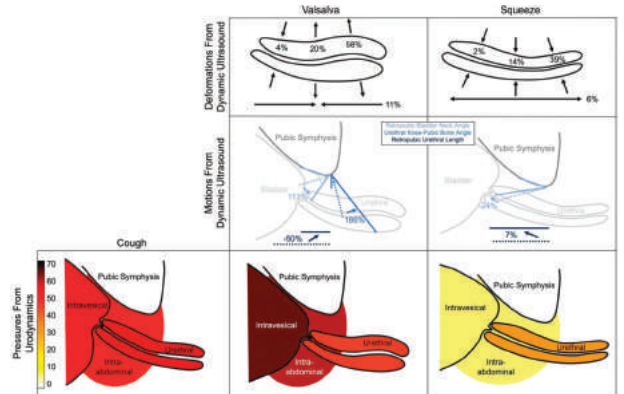 Valsalva
Squeeze
Deformations From
Dynamic Ultrasound
4%
20%
58%
11%
2%
14%
39%
6%
Motions From
Dynamic Ultrasound
Retropubic Bladder Neck Angle
Urethral Knee-Pubic Bone Angle
Retropubic Urethral Length
Pubic Symphysis
Bladder
Urethra
186%
-50%
Pubic Symphysis
Bladder
Urethra
7%
Cough
Pressures From
Urodynamics
70
60
50
40
30
20
10
0
Pubic Symphysis
Intravesical
Urethral
Intra-
abdominal
Pubic Symphysis
Intravesical
Urethral
Intra-
abdominal
Pubic Symphysis
Intravesical
Urethral
Intra-
abdominal